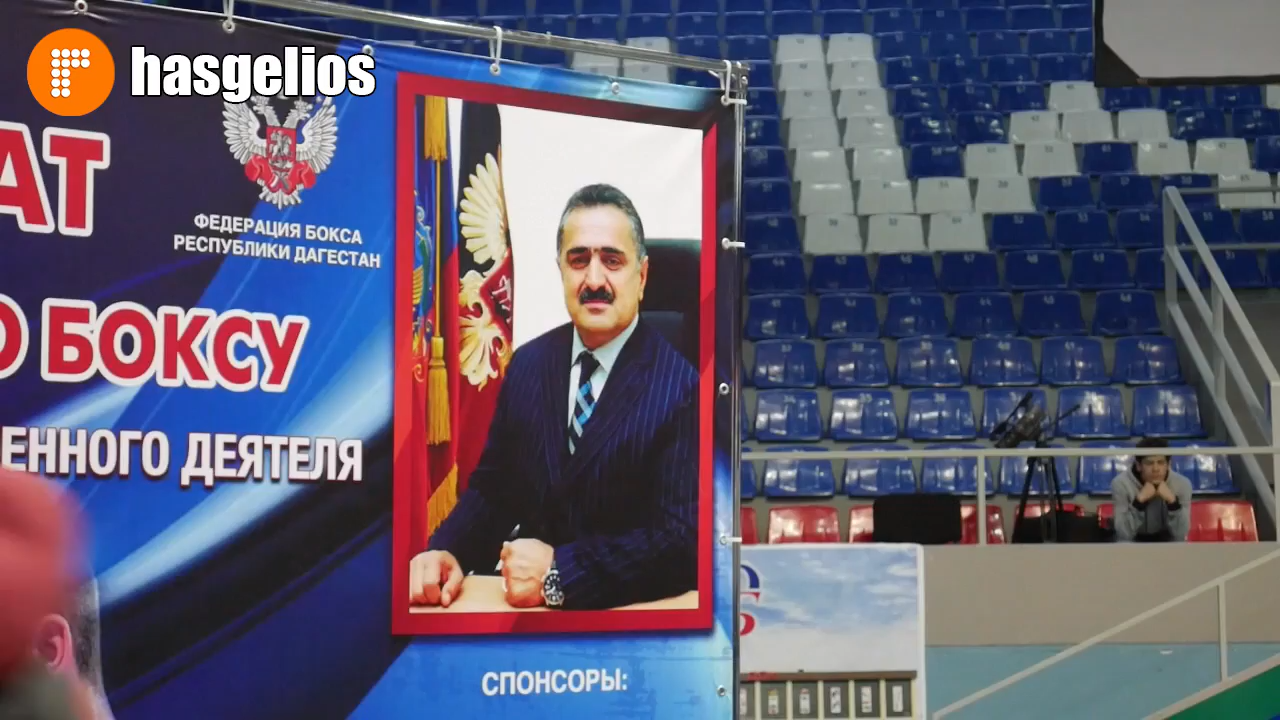 hasgelios
АТ
ФЕДЕРАЦИЯ БОКСА
РЕСПУБЛИКИ ДАГЕСТАН
О БОКСУ
ЕННОГО ДЕЯТЕЛЯ
СПОНСОРЫ: